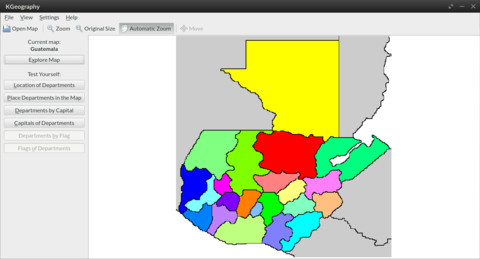 KGeography
File View Settings Help
Open Map Zoom Original Size Automatic Zoom Move
Current map:
Guatemala
Explore Map
Test Yourself:
Location of Departments
Place Departments in the Map
Departments by Capital
Capitals of Departments
Departments by Flag
Flags of Departments